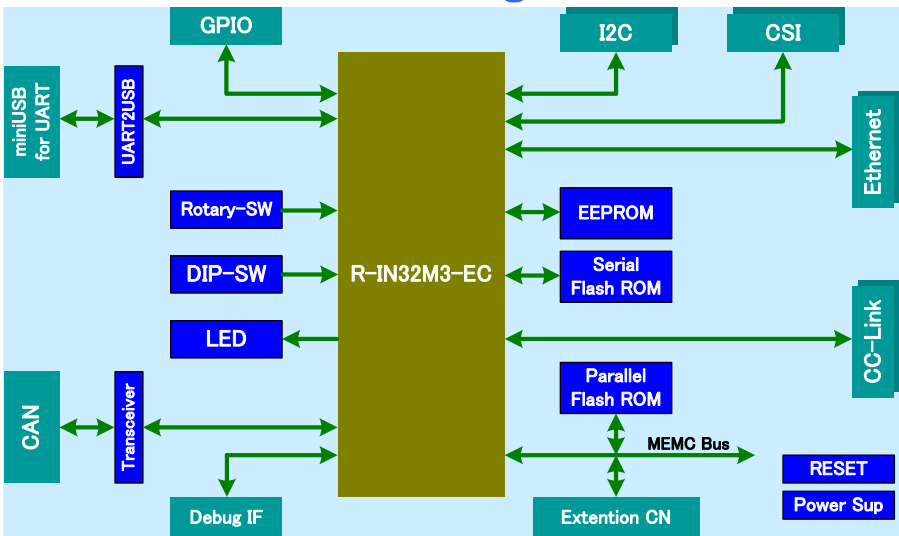 GPIO
I2C
CSI
miniUSB
for UART
UART2USB
Ethernet
Rotary-SW
EEPROM
DIP-SW
R-IN32M3-EC
Serial
Flash ROM
LED
CC-Link
Parallel
Flash ROM
CAN
Transceiver
MEMC Bus
RESET
Power Sup
Debug IF
Extention CN